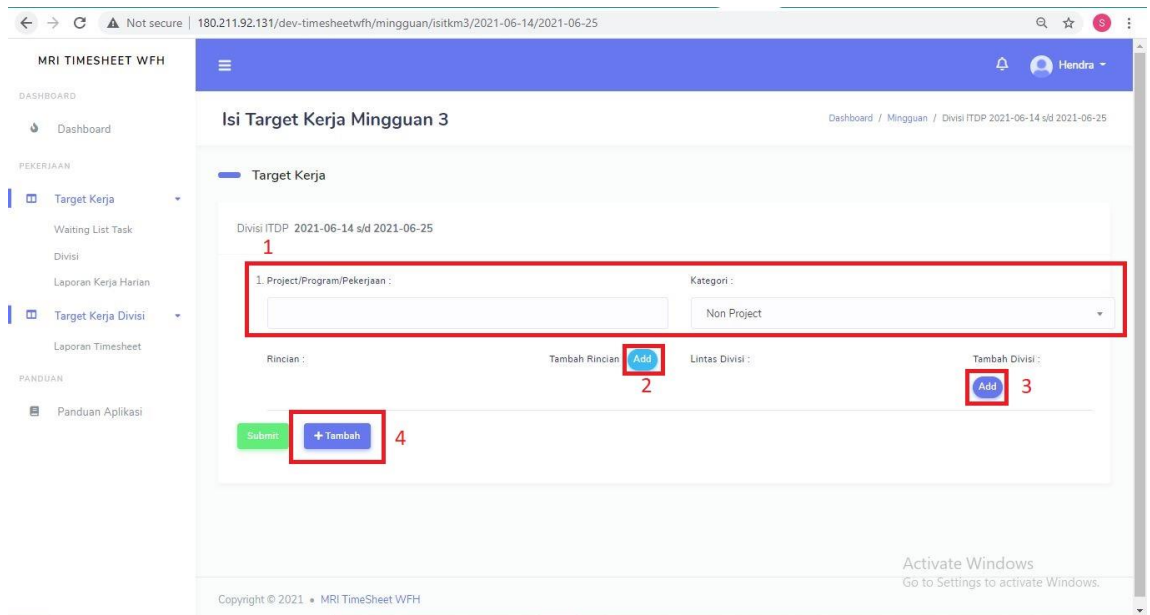 Not secure | 180.211.92.131/dev-timesheetwfh/mingguan/isitkm3/2021-06-14/2021-06-25 S
MRI TIMESHEET WFH
Hendra
DASHBOARD
Dashboard
Isi Target Kerja Mingguan 3
Dashboard / Mingguan / Divisi ITDP 2021-06-14 s/d 2021-06-25
PEKERJAAN
Target Kerja
Waiting List Task
Divisi
Laporan Kerja Harian
Target Kerja Divisi
Laporan Timesheet
PANDUAN
Panduan Aplikasi
Target Kerja
Divisi ITDP 2021-06-14 s/d 2021-06-25
1
1. Project/Program/Pekerjaan :
Kategori :
Non Project
Rincian :
Tambah Rincian Add
2
Lintas Divisi :
Tambah Divisi :
Add 3
Submit
+ Tambah 4
Activate Windows
Go to Settings to activate Windows.
Copyright © 2021 • MRI TimeSheet WFH